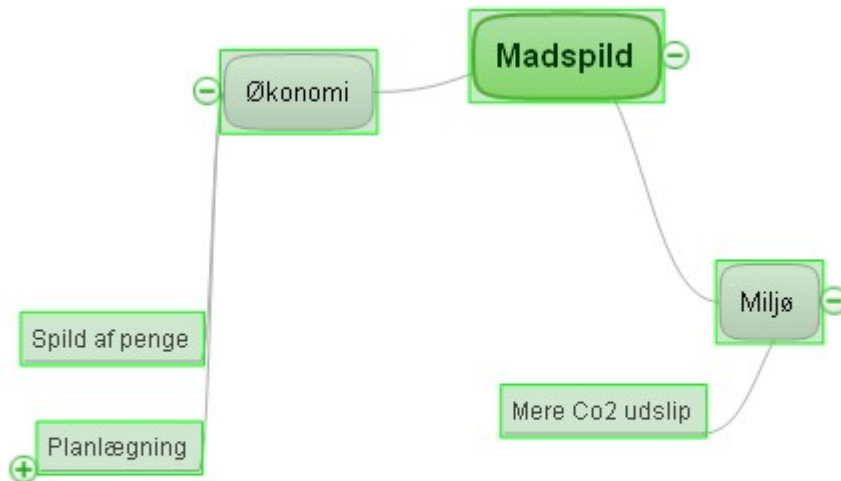 Madspild
Økonomi
Miljø
Spild af penge
Mere Co2 udslip
Planlægning